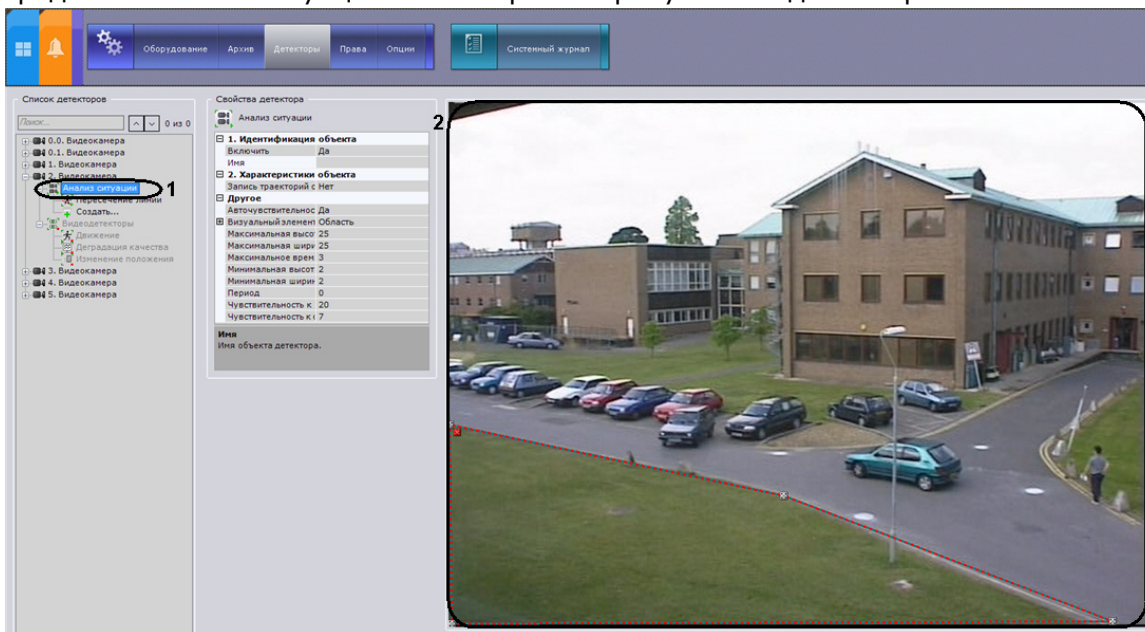 Оборудование Архив Детекторы Права Опции Системный журнал
Список детекторов
Поиск...
0 из 0
0.0. Видеокамера
0.1. Видеокамера
1. Видеокамера
2. Видеокамера
Анализ ситуации
1
Пересечение линии
Создать...
Видеодетекторы
Движение
Деградация качества
Изменение положения
3. Видеокамера
4. Видеокамера
5. Видеокамера
Свойства детектора
Анализ ситуации
1. Идентификация объекта
Включить Да
Имя
2. Характеристики объекта
Запись траекторий с Нет
Другое
Авточувствительнос Да
Визуальный элемент Область
Максимальная высо 25
Максимальная шири 25
Максимальное врем 3
Минимальная высот 2
Минимальная ширин 2
Период 0
Чувствительность к 20
Чувствительность к 7
Имя
Имя объекта детектора.
2